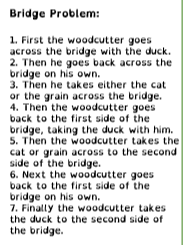 Bridge Problem:
1. First the woodcutter goes
across the bridge with the duck.
2. Then he goes back across the
bridge on his own.
3. Then he takes either the cat
or the grain across the bridge.
4. Then the woodcutter goes
back to the first side of the
bridge, taking the duck with him.
5. Then the woodcutter takes the
cat or grain across to the second
side of the bridge.
6. Next the woodcutter goes
back to the first side of the
bridge on his own.
7. Finally the woodcutter takes
the duck to the second side of
the bridge.